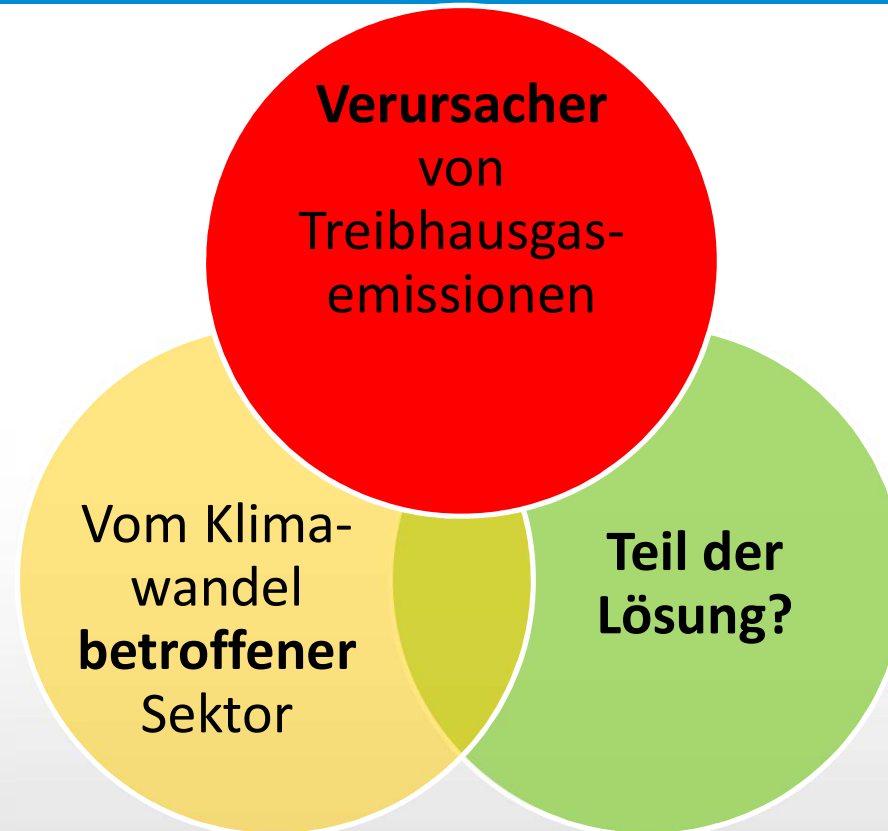 Verursacher
von
Treibhausgas-
emissionen
Vom Klima-
wandel
betroffener
Sektor
Teil der
Lösung?